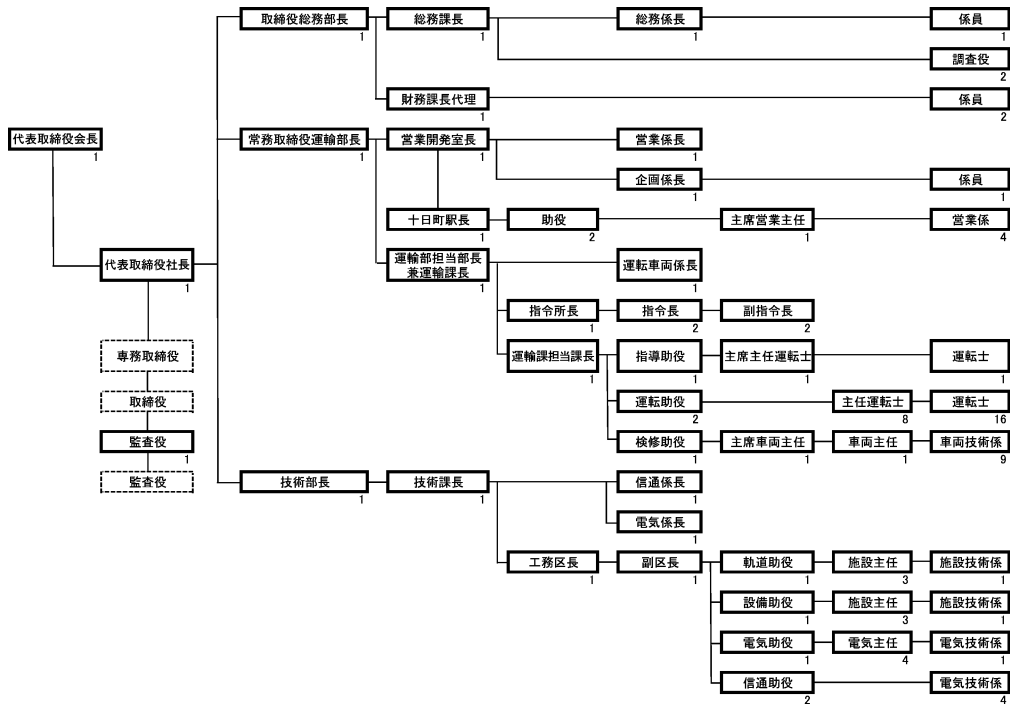 取締役総務部長
1
総務課長
1
総務係長
1
係員
1
調査役
2
財務課長代理
1
係員
2
代表取締役会長
1
常務取締役運輸部長
1
営業開発室長
1
営業係長
1
企画係長
1
係員
1
十日町駅長
1
助役
2
主席営業主任
1
営業係
4
代表取締役社長
1
運輸部担当部長
兼運輸課長
1
運転車両係長
1
指令所長
1
指令長
2
副指令長
2
専務取締役
運輸課担当課長
1
指導助役
1
主席主任運転士
1
運転士
1
取締役
運転助役
2
主任運転士
8
運転士
16
監査役
1
検修助役
1
主席車両主任
1
車両主任
1
車両技術係
9
監査役
技術部長
1
技術課長
1
信通係長
1
電気係長
1
工務区長
1
副区長
1
軌道助役
1
施設主任
3
施設技術係
1
設備助役
1
施設主任
3
施設技術係
1
電気助役
1
電気主任
4
電気技術係
1
信通助役
2
電気技術係
4